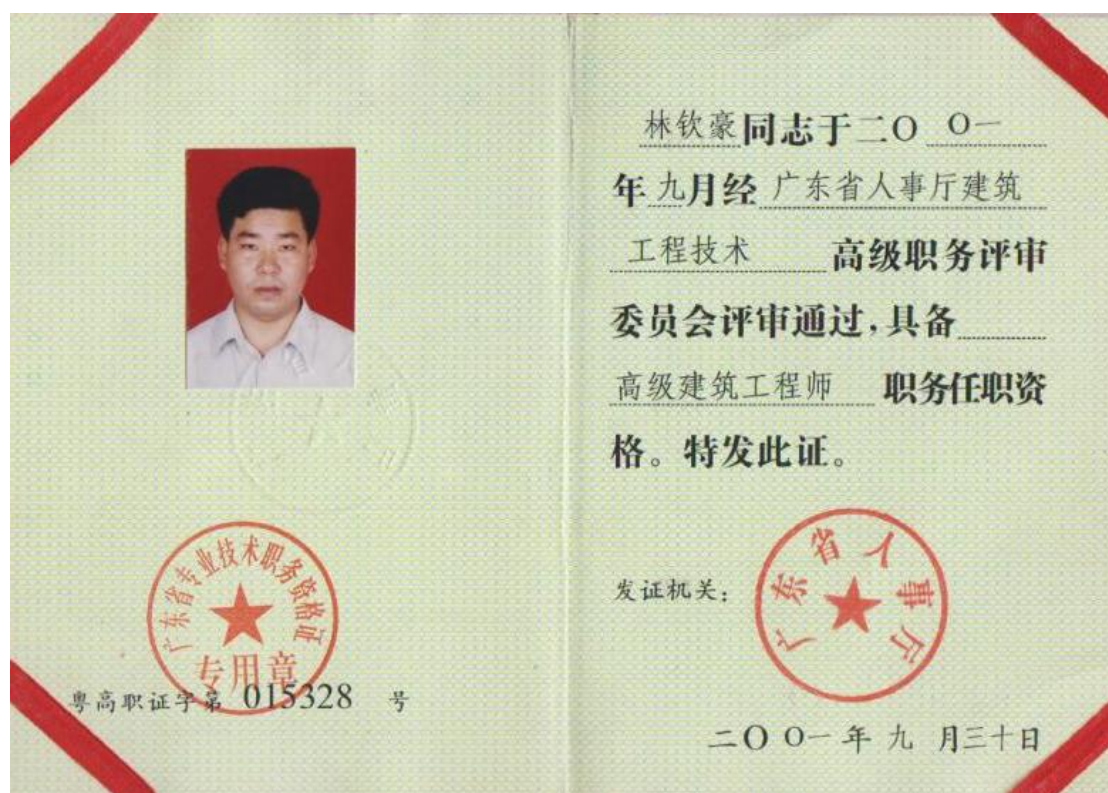 广东省专业技术职务资格证
专用章
粤高职证字第 015328 号
林钦豪同志于二〇〇一
年九月经广东省人事厅建筑
工程技术 高级职务评审
委员会评审通过,具备
高级建筑工程师 职务任职资
格。特发此证。
发证机关:
广东省人事厅
二〇〇一年九月三十日